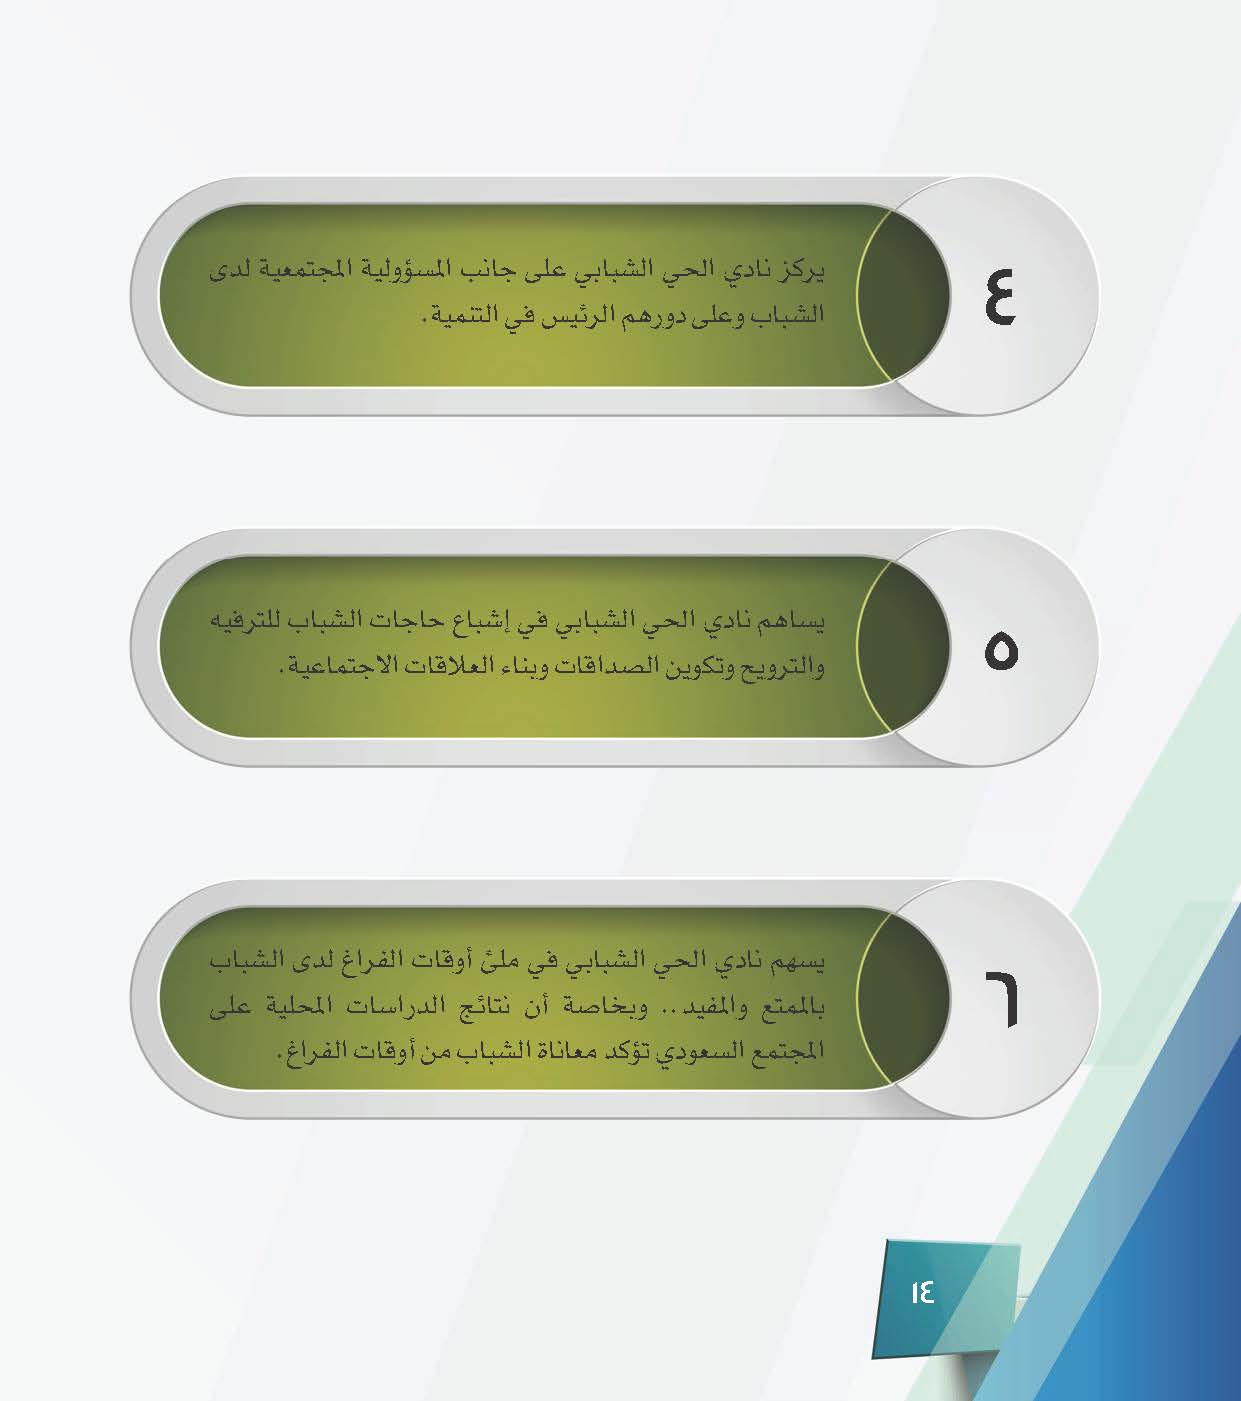 ٤
يركز نادي الحي الشبابي على جانب المسؤولية المجتمعية لدى
الشباب وعلى دورهم الرئيس في التنمية.
٥
يساهم نادي الحي الشبابي في إشباع حاجات الشباب للترفيه
والترويح وتكوين الصداقات وبناء العلاقات الاجتماعية.
٦
يسهم نادي الحي الشبابي في ملئ أوقات الفراغ لدى الشباب
بالممتع والمفيد.. وبخاصة أن نتائج الدراسات المحلية على
المجتمع السعودي تؤكد معاناة الشباب من أوقات الفراغ.
١٤